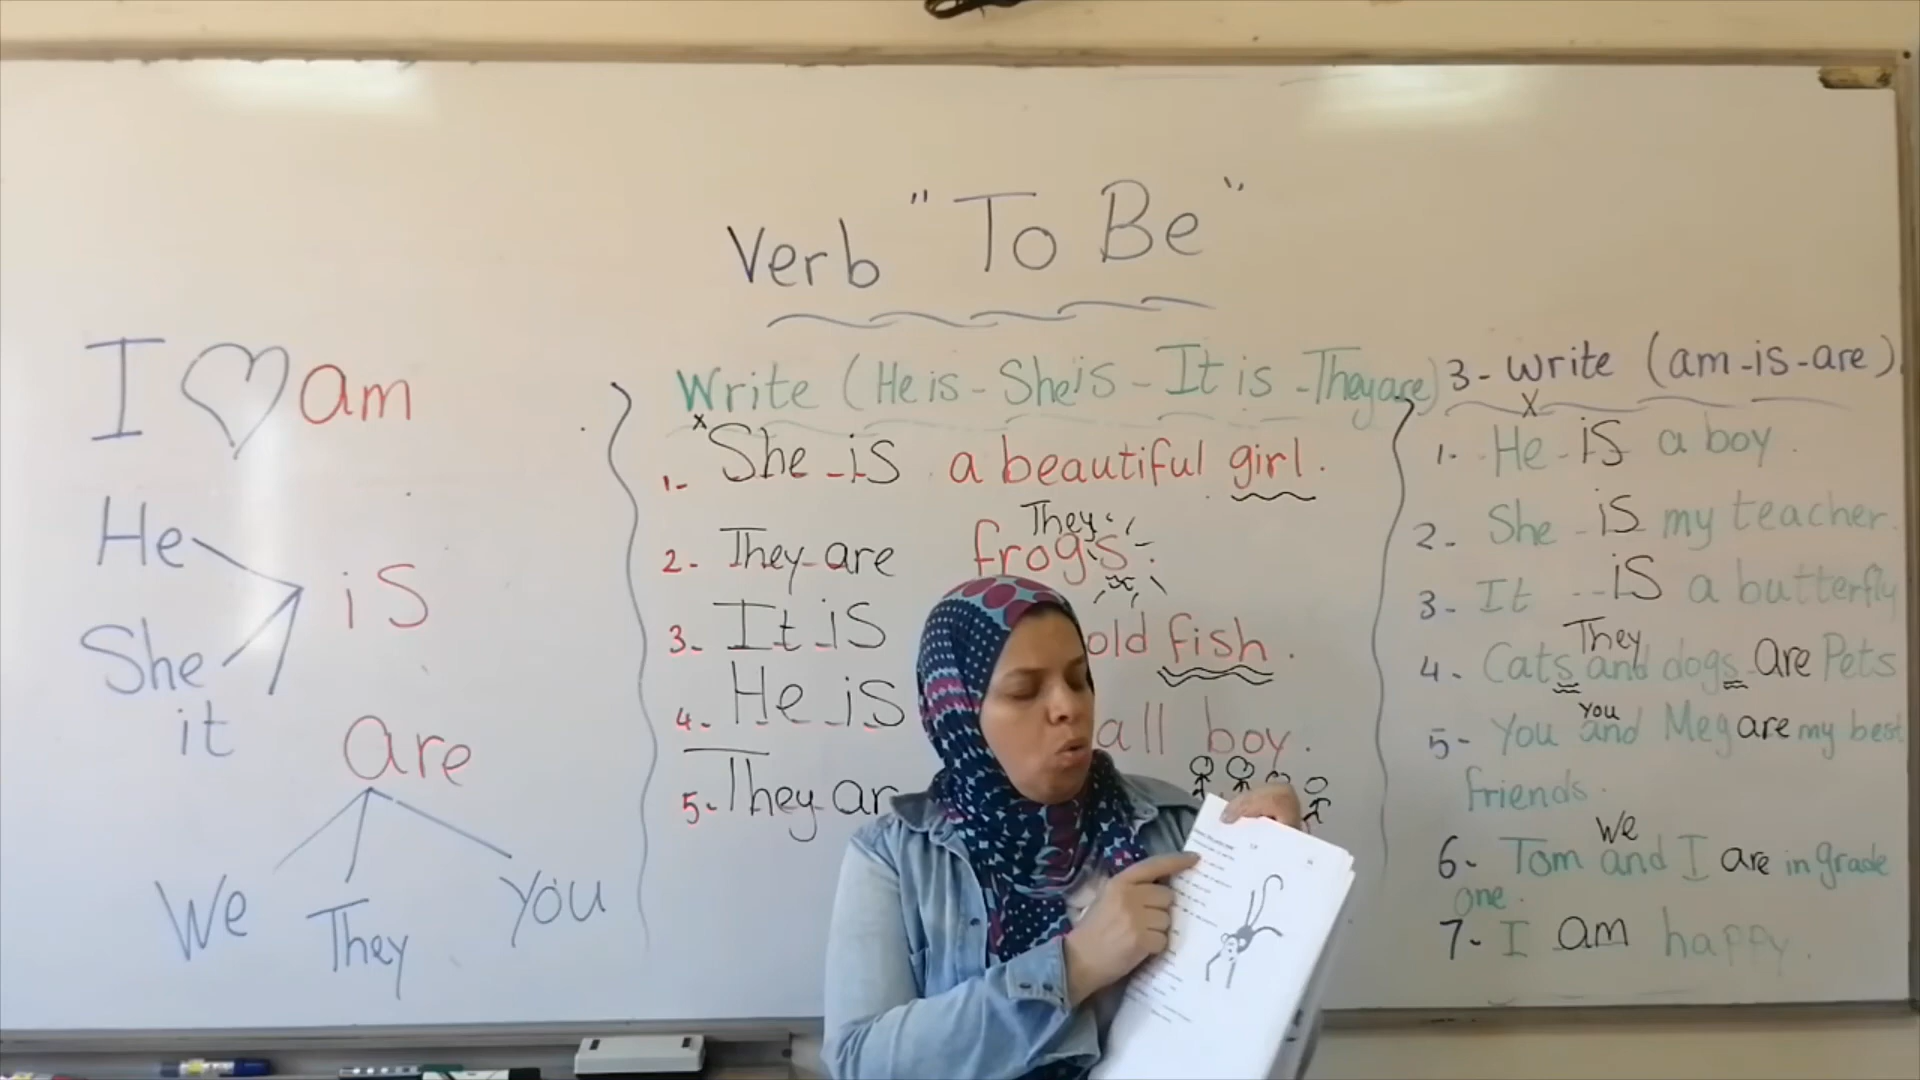 Verb "To Be"
I am
He
She
it
is
are
We They You
Write (He is - She is - It is - They are)
x
1- She is a beautiful girl.
They
2- They are frogs.
3. It is old fish.
4. He is all boy.
5- They ar
3- Write (am - is - are).
x
1. He is a boy.
2- She is my teacher.
3- It is a butterfly
They
4. Cats and dogs are Pets
You
5- You and Meg are my best
friends.
We
6- Tom and I are in grade
one.
7- I am happy.